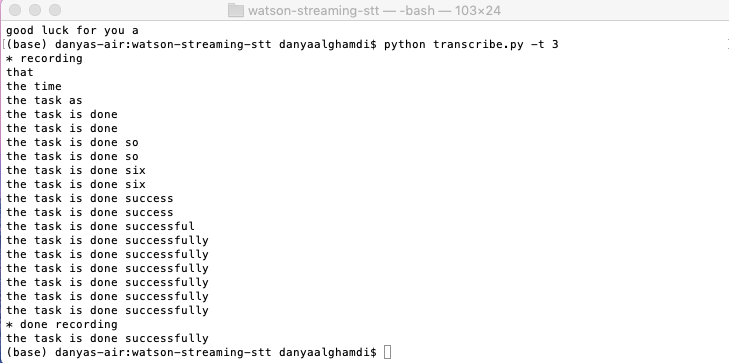 watson-streaming-stt — -bash — 103×24
good luck for you a
(base) danyas-air:watson-streaming-stt danyaalghamdi$ python transcribe.py -t 3
* recording
that
the time
the task as
the task is done
the task is done
the task is done so
the task is done so
the task is done six
the task is done six
the task is done success
the task is done success
the task is done successful
the task is done successfully
the task is done successfully
the task is done successfully
the task is done successfully
the task is done successfully
the task is done successfully
* done recording
the task is done successfully
(base) danyas-air:watson-streaming-stt danyaalghamdi$